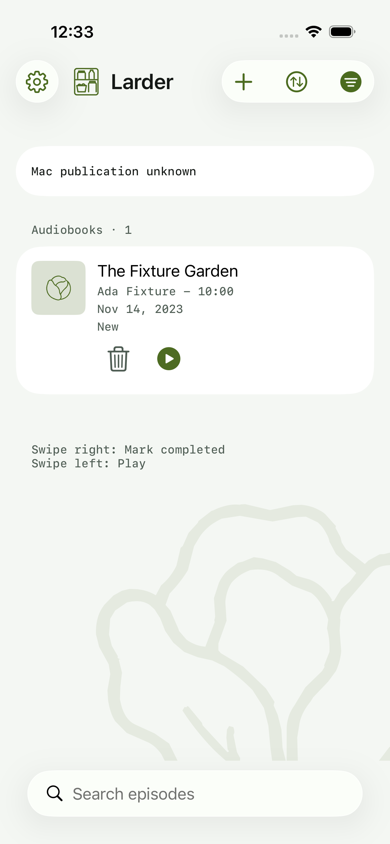 12:33
Larder
Mac publication unknown
Audiobooks · 1
The Fixture Garden
Ada Fixture – 10:00
Nov 14, 2023
New
Swipe right: Mark completed
Swipe left: Play
Search episodes